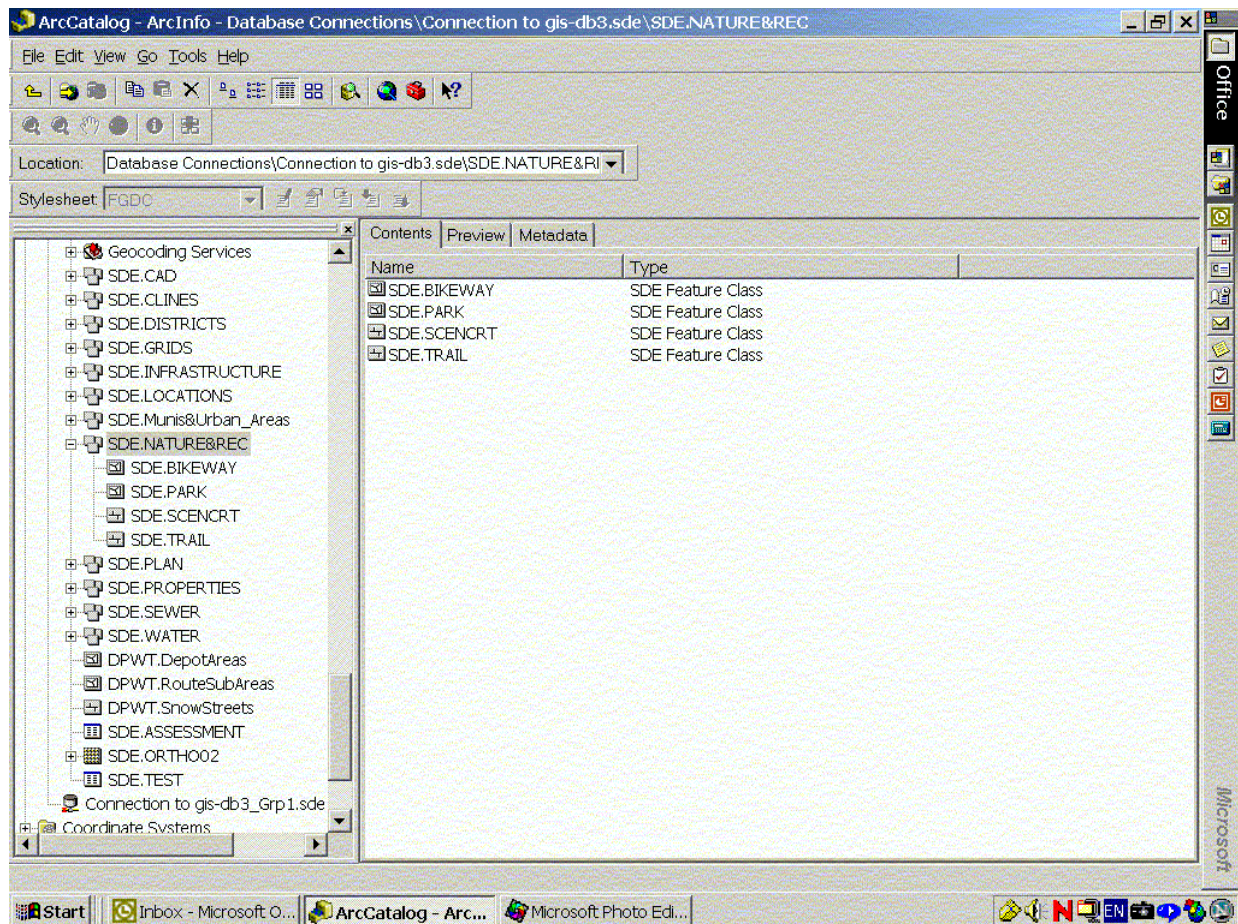 ArcCatalog - ArcInfo - Database Connections\Connection to gis-db3.sde\SDE.NATURE&REC
File Edit View Go Tools Help
Location: Database Connections\Connection to gis-db3.sde\SDE.NATURE&RI
Stylesheet: FGDC
Contents Preview Metadata
Name Type
SDE.BIKEWAY SDE Feature Class
SDE.PARK SDE Feature Class
SDE.SCENCRT SDE Feature Class
SDE.TRAIL SDE Feature Class
Geocoding Services
SDE.CAD
SDE.CLINES
SDE.DISTRICTS
SDE.GRIDS
SDE.INFRASTRUCTURE
SDE.LOCATIONS
SDE.Munis&Urban_Areas
SDE.NATURE&REC
SDE.BIKEWAY
SDE.PARK
SDE.SCENCRT
SDE.TRAIL
SDE.PLAN
SDE.PROPERTIES
SDE.SEWER
SDE.WATER
DPWT.DepotAreas
DPWT.RouteSubAreas
DPWT.SnowStreets
SDE.ASSESSMENT
SDE.ORTHO02
SDE.TEST
Connection to gis-db3_Grp1.sde
Coordinate Systems
Office
Microsoft
Start Inbox - Microsoft O... ArcCatalog - Arc... Microsoft Photo Edi... N EN